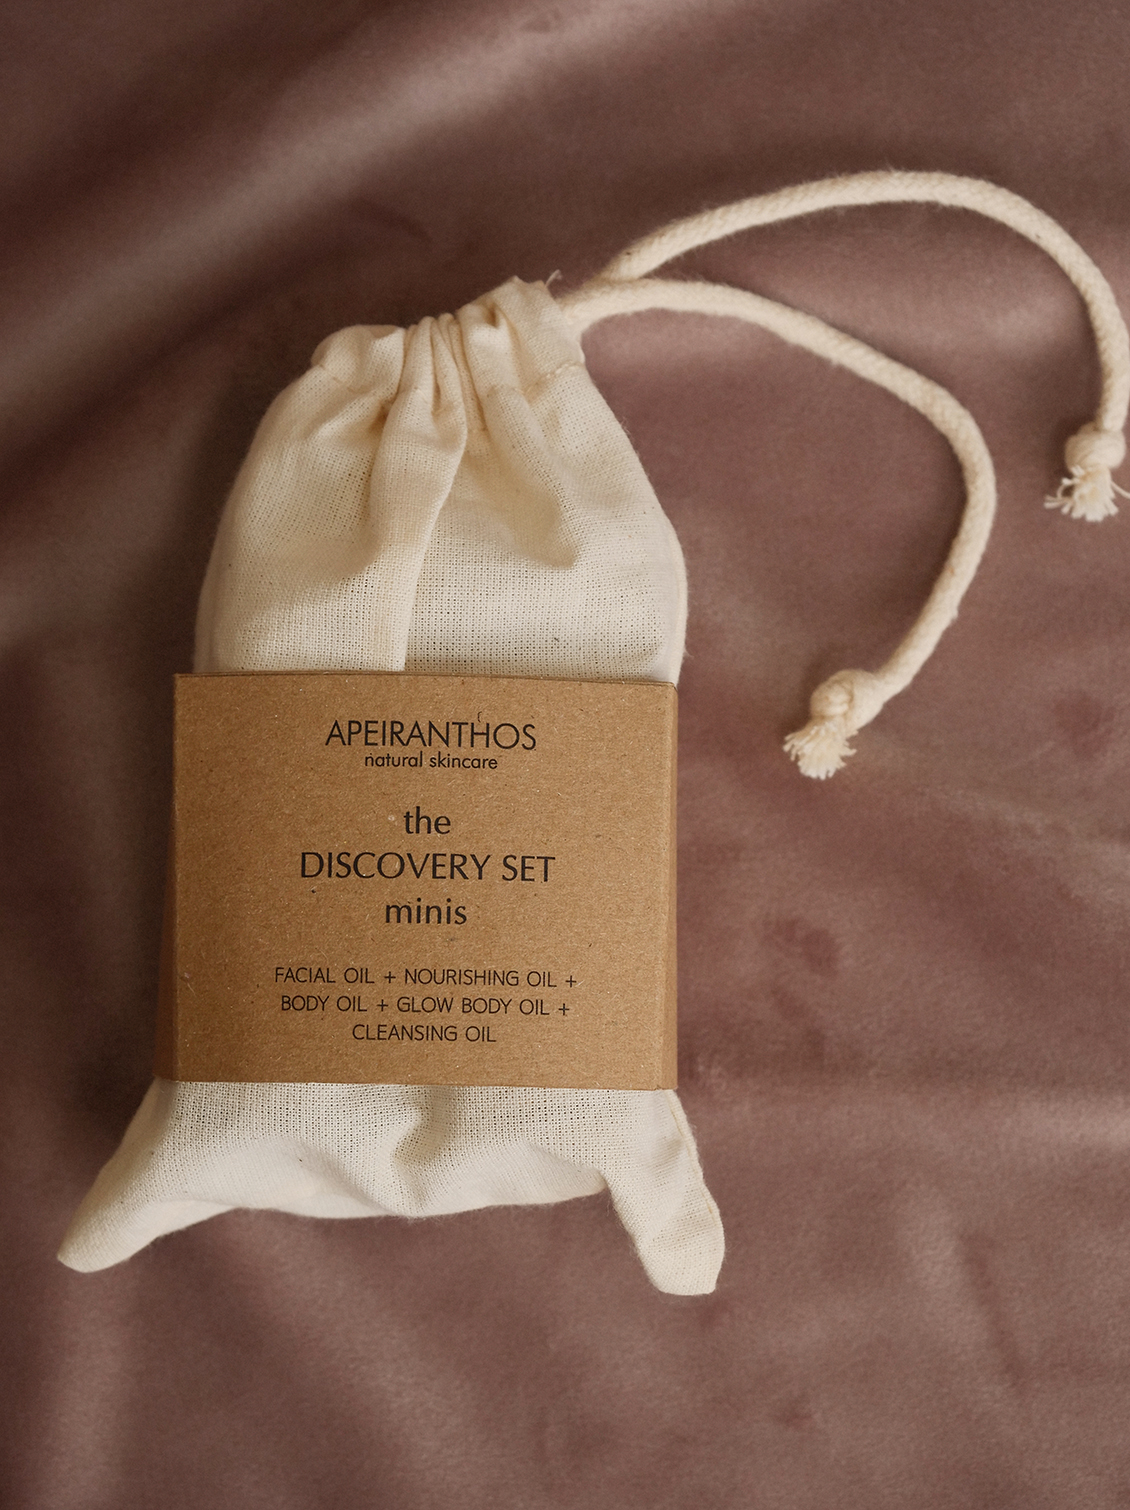 APEIRANTHOS
natural skincare
the
DISCOVERY SET
minis
FACIAL OIL + NOURISHING OIL +
BODY OIL + GLOW BODY OIL +
CLEANSING OIL